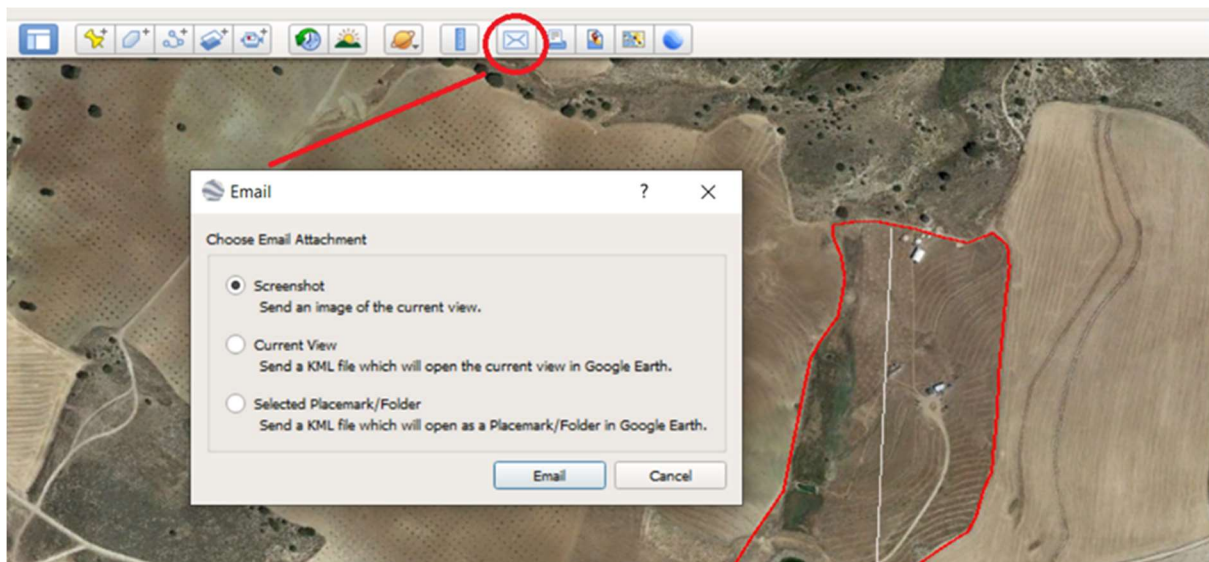 Email
?
Choose Email Attachment
Screenshot
Send an image of the current view.
Current View
Send a KML file which will open the current view in Google Earth.
Selected Placemark/Folder
Send a KML file which will open as a Placemark/Folder in Google Earth.
Email Cancel